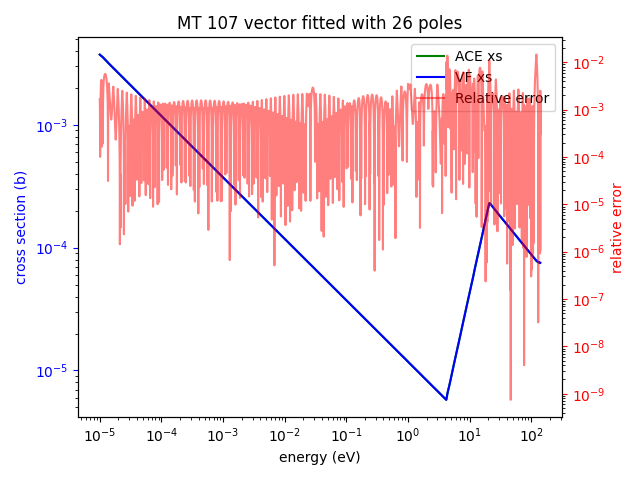 MT 107 vector fitted with 26 poles
ACE xs
VF xs
Relative error
cross section (b)
10⁻³
10⁻⁴
10⁻⁵
10⁻²
10⁻³
10⁻⁴
10⁻⁵
10⁻⁶
10⁻⁷
10⁻⁸
10⁻⁹
relative error
10⁻⁵ 10⁻⁴ 10⁻³ 10⁻² 10⁻¹ 10⁰ 10¹ 10²
energy (eV)